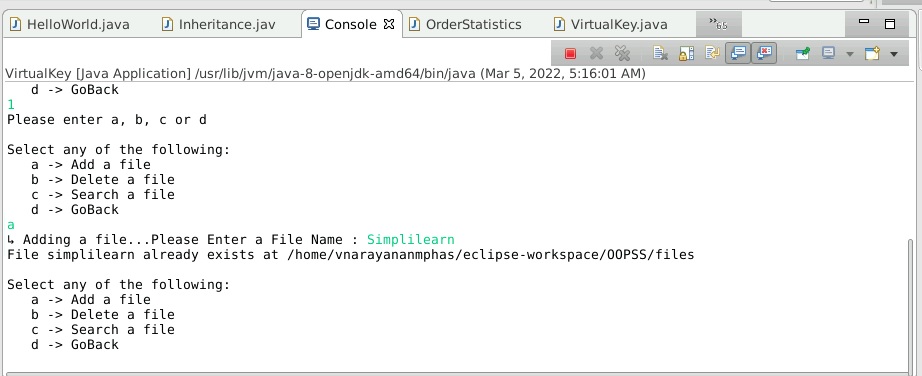 HelloWorld.java Inheritance.jav Console OrderStatistics VirtualKey.java »65
VirtualKey [Java Application] /usr/lib/jvm/java-8-openjdk-amd64/bin/java (Mar 5, 2022, 5:16:01 AM)
d -> GoBack
1
Please enter a, b, c or d
Select any of the following:
a -> Add a file
b -> Delete a file
c -> Search a file
d -> GoBack
a
↳ Adding a file...Please Enter a File Name : Simplilearn
File simplilearn already exists at /home/vnarayananmphas/eclipse-workspace/OOPSS/files
Select any of the following:
a -> Add a file
b -> Delete a file
c -> Search a file
d -> GoBack